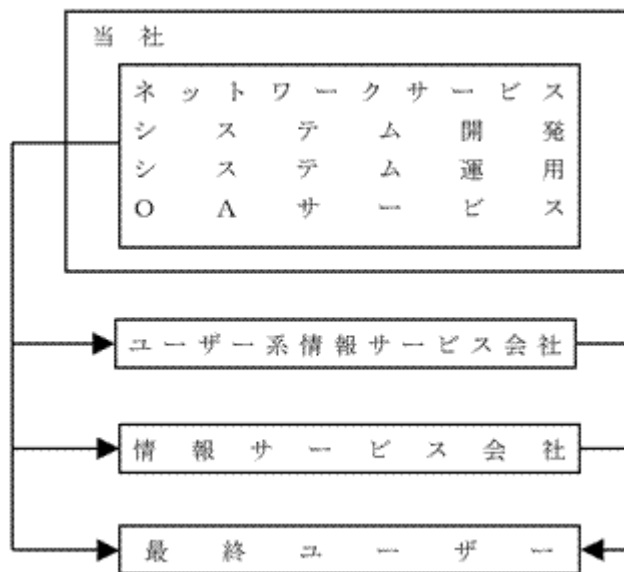 当社
ネットワークサービス
システム開発
システム運用
OAサービス
ユーザー系情報サービス会社
情報サービス会社
最終ユーザー